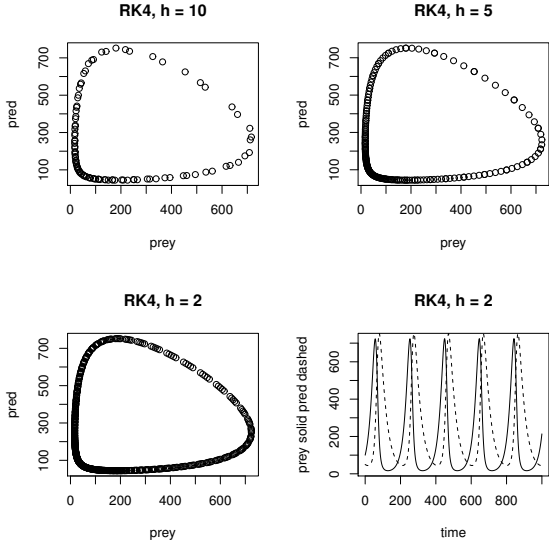 RK4, h = 10
pred
100 300 500 700
0 200 400 600
prey
RK4, h = 5
pred
100 300 500 700
0 200 400 600
prey
RK4, h = 2
pred
100 300 500 700
0 200 400 600
prey
RK4, h = 2
prey solid pred dashed
0 200 400 600
0 200 400 600 800
time